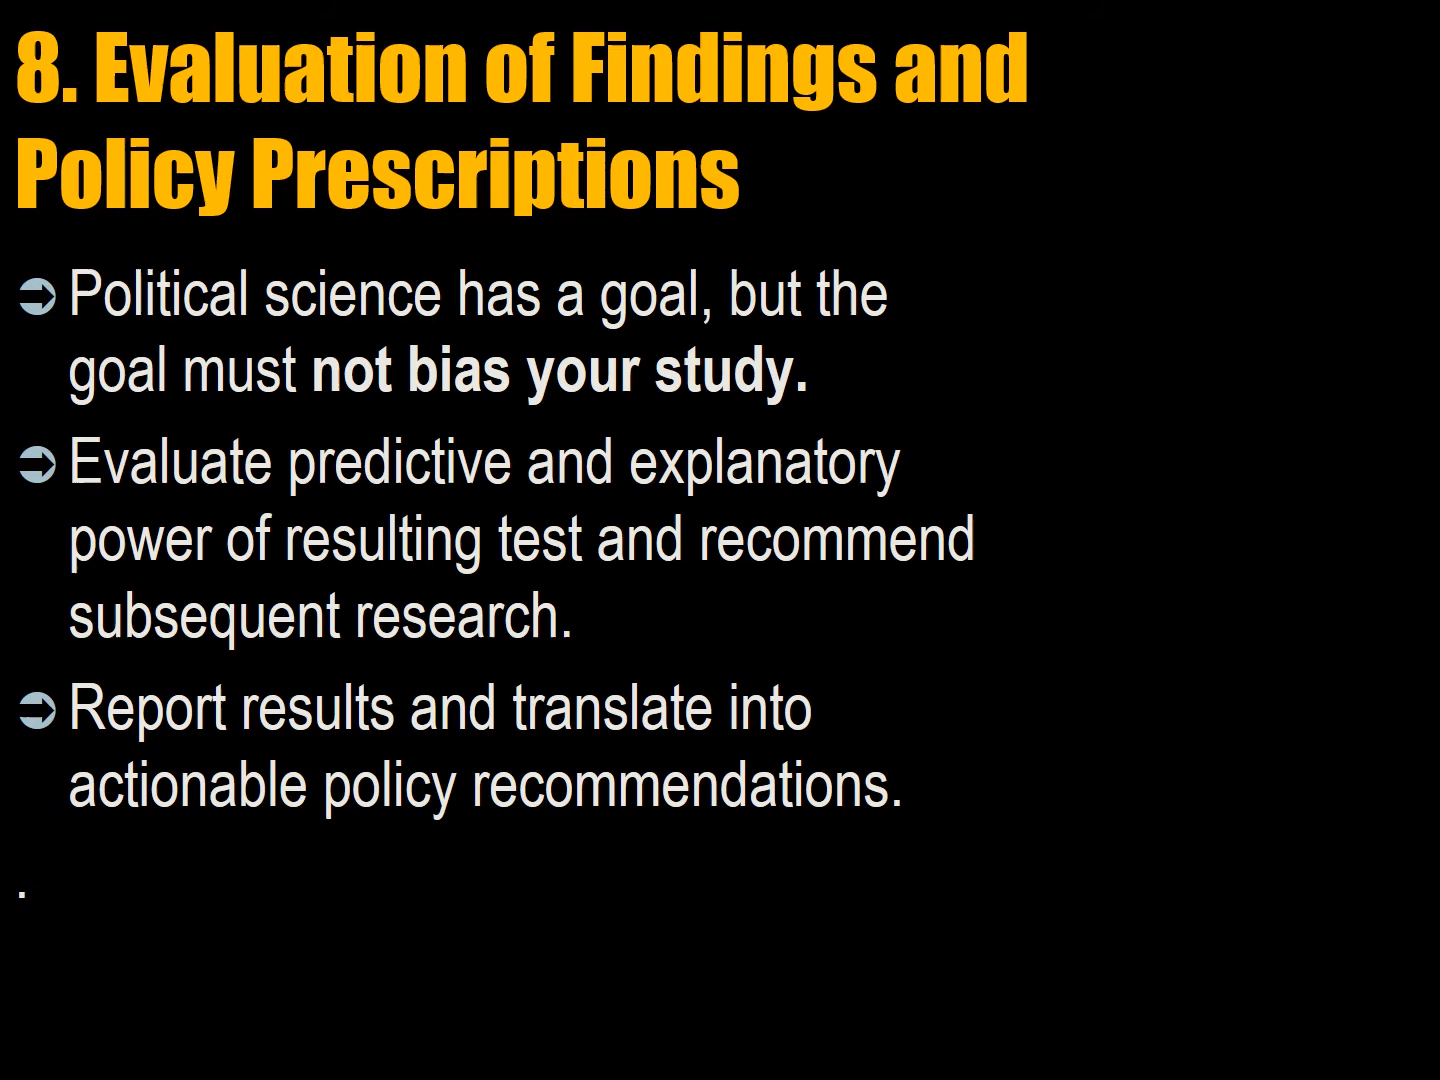 8. Evaluation of Findings and
Policy Prescriptions
➲ Political science has a goal, but the
goal must not bias your study.
➲ Evaluate predictive and explanatory
power of resulting test and recommend
subsequent research.
➲ Report results and translate into
actionable policy recommendations.
.